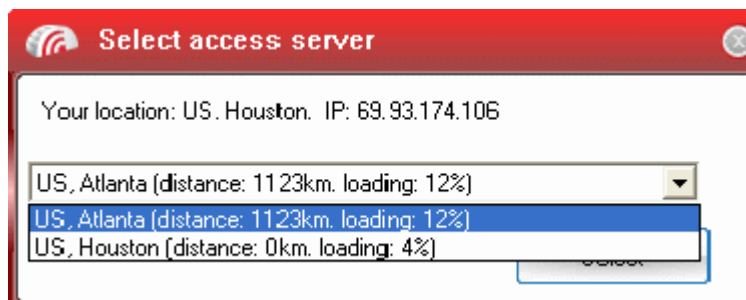 Select access server
Your location: US. Houston. IP: 69.93.174.106
US, Atlanta (distance: 1123km. loading: 12%)
US, Atlanta (distance: 1123km. loading: 12%)
US, Houston (distance: 0km. loading: 4%)